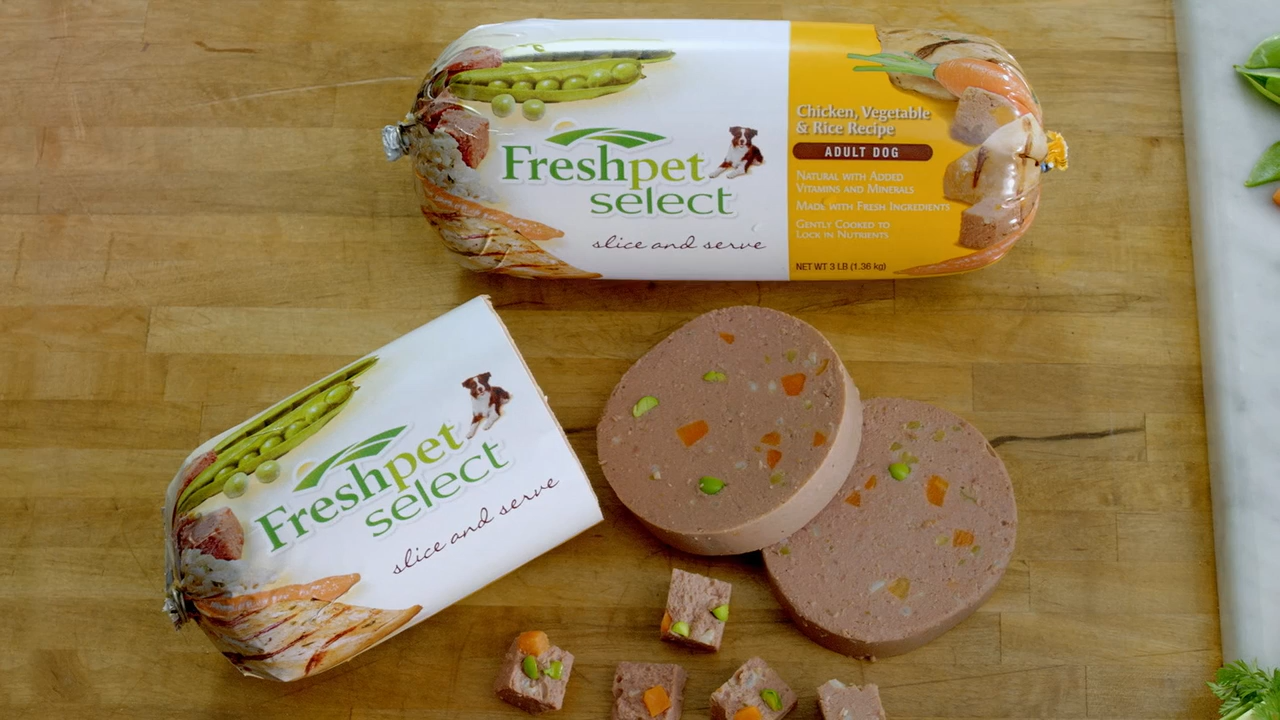 Freshpet
select
slice and serve
Chicken, Vegetable
& Rice Recipe
ADULT DOG
NATURAL WITH ADDED
VITAMINS AND MINERALS
MADE WITH FRESH INGREDIENTS
GENTLY COOKED TO
LOCK IN NUTRIENTS
NET WT 3 LB (1.36 kg)
Freshpet
select
slice and serve